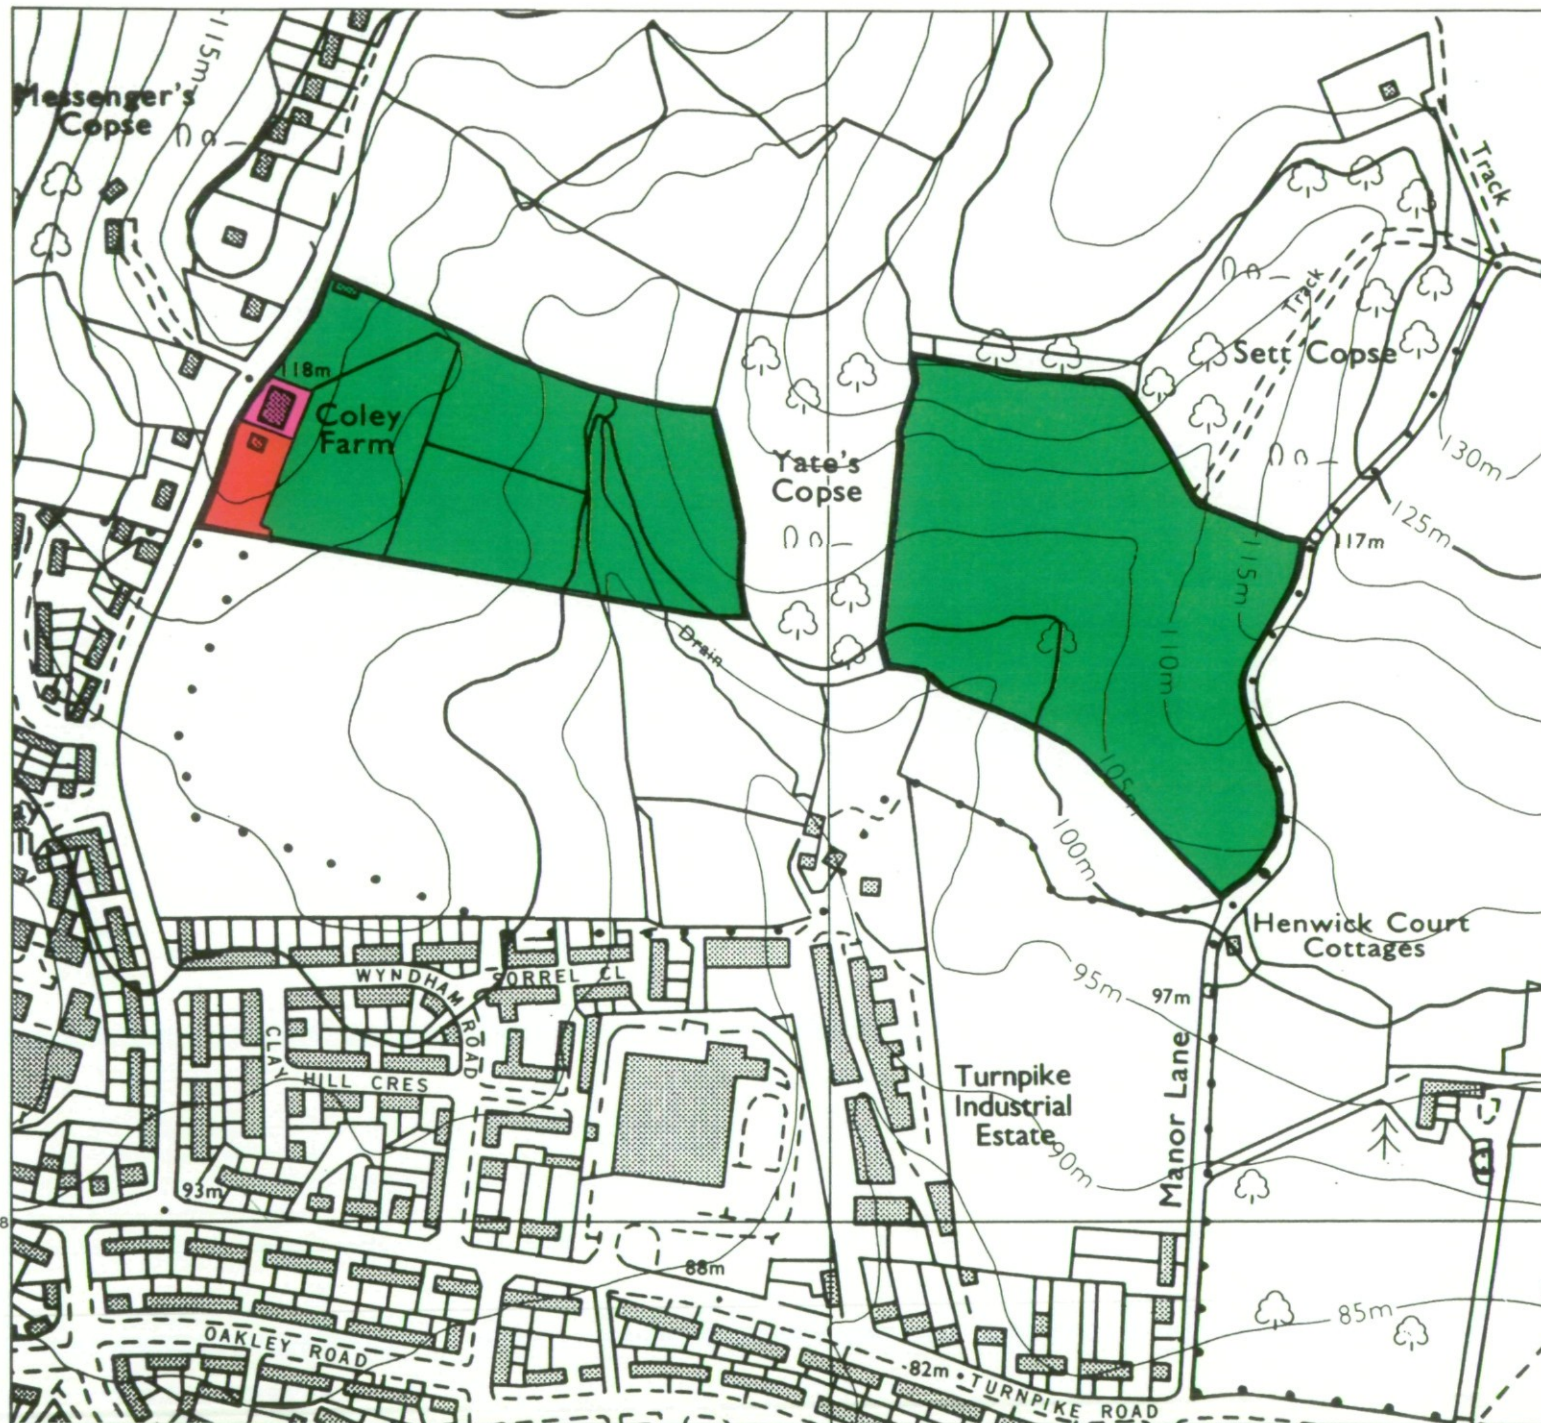 115m
Messenger's
Copse
Track
Track
118m
Sett Copse
Coley
Farm
130m
Yate's
Copse
125m
117m
115m
Drain
110m
105m
100m
Henwick Court
Cottages
WYNDHAM ROAD
SORREL CL
95m
97m
CLAY HILL CRES
Turnpike
Industrial
Estate
Manor Lane
90m
93m
8
88m
85m
OAKLEY ROAD
82m
TURNPIKE ROAD